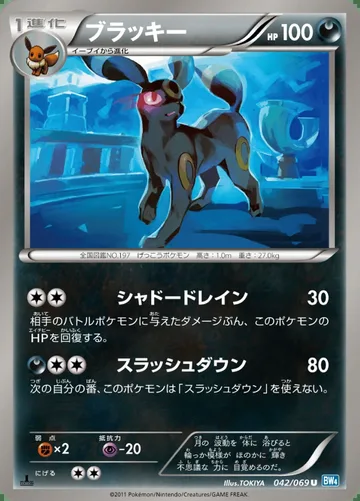 1進化 ブラッキー HP100
イーブイから進化
全国図鑑NO.197 げっこうポケモン 高さ:1.0m 重さ:27.0kg
シャドードレイン 30
相手のバトルポケモンに与えたダメージぶん、このポケモンの
HPを回復する。
スラッシュダウン 80
次の自分の番、このポケモンは「スラッシュダウン」を使えない。
弱点 ×2 抵抗力 -20
にげる
月の波動を体に浴びると
輪っか模様がほのかに輝き
不思議な力に目覚める。
Illus.TOKIYA BW4 042/069 U
©2011 Pokémon/Nintendo/Creatures/GAME FREAK.